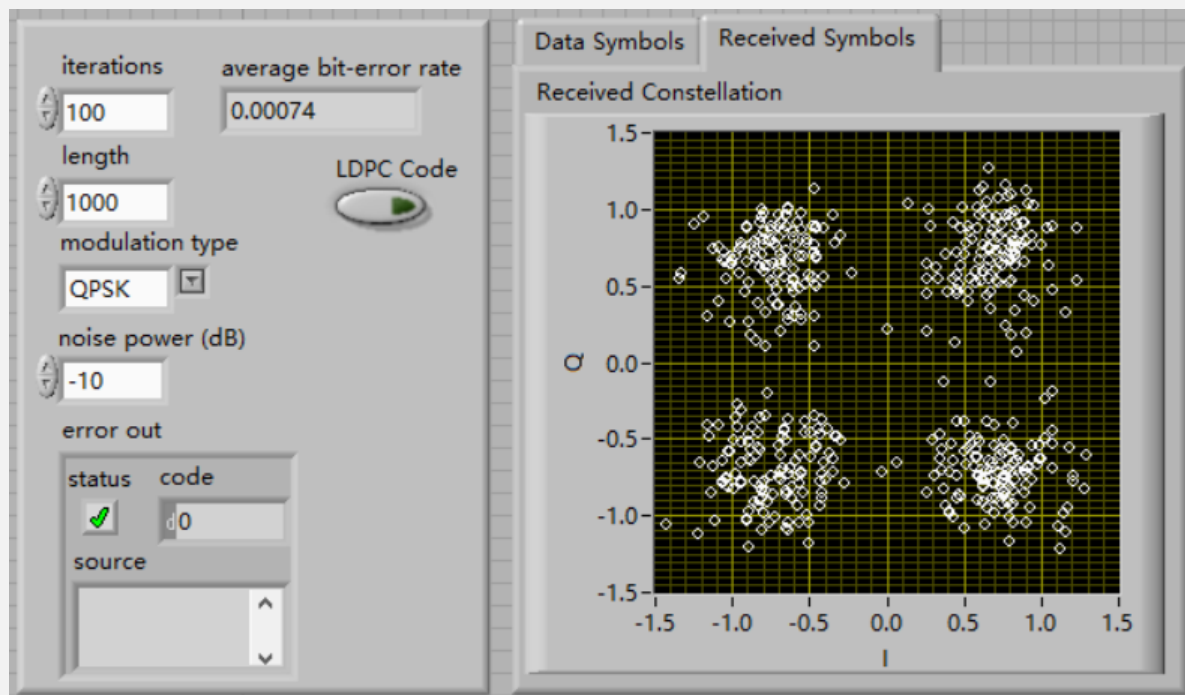 iterations
average bit-error rate
100
0.00074
length
LDPC Code
1000
modulation type
QPSK
noise power (dB)
-10
error out
status
code
d0
source
Data Symbols
Received Symbols
Received Constellation
1.5
1.0
0.5
0.0
-0.5
-1.0
-1.5
Q
-1.5 -1.0 -0.5 0.0 0.5 1.0 1.5
I